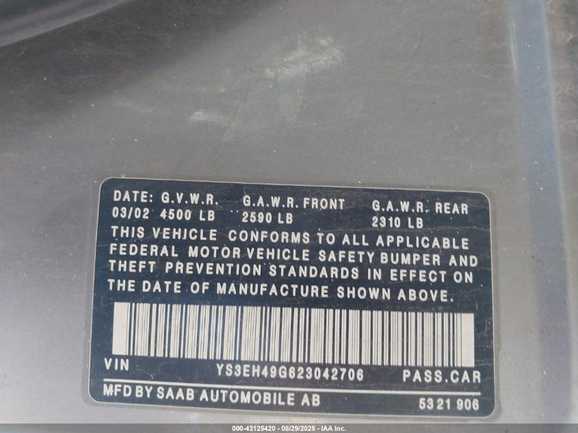 DATE: G.V.W.R. G.A.W.R. FRONT G.A.W.R. REAR
03/02 4500 LB 2590 LB 2310 LB
THIS VEHICLE CONFORMS TO ALL APPLICABLE
FEDERAL MOTOR VEHICLE SAFETY BUMPER AND
THEFT PREVENTION STANDARDS IN EFFECT ON
THE DATE OF MANUFACTURE SHOWN ABOVE.
VIN YS3EH49G623042706 PASS.CAR
MFD BY SAAB AUTOMOBILE AB 5321 906
000-43125420 - 08/29/2025 - IAA Inc.